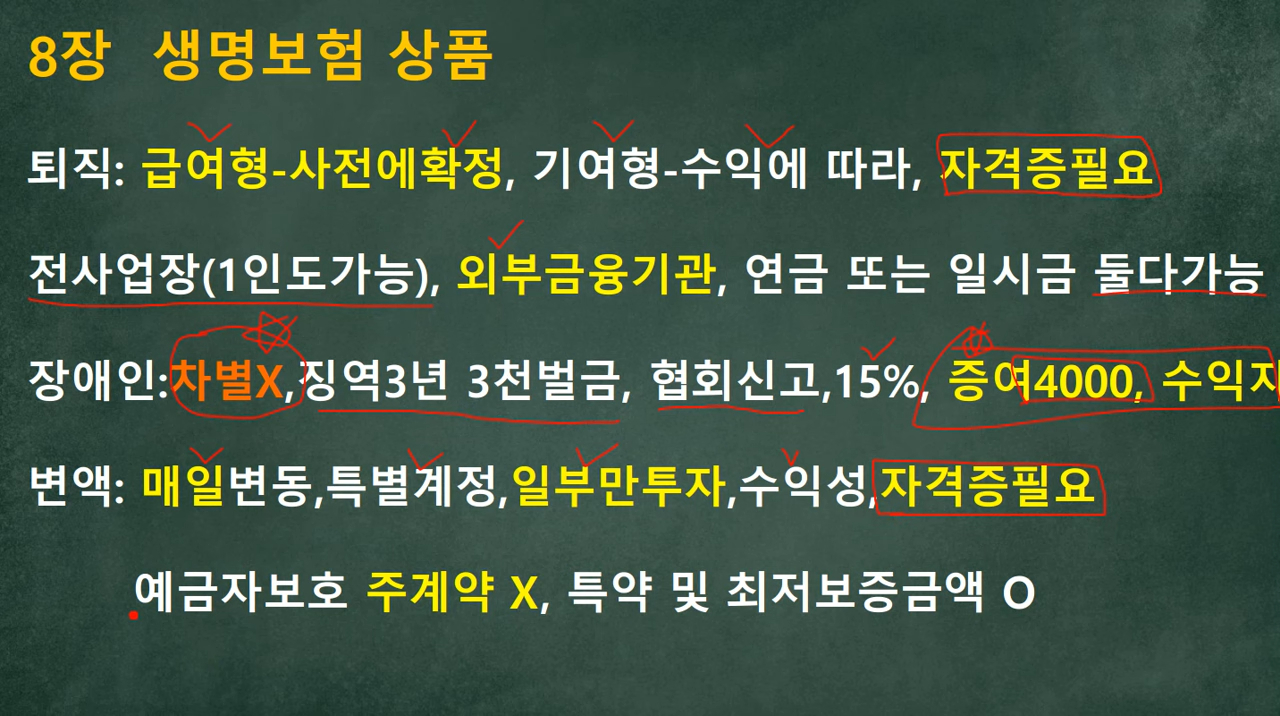 8장 생명보험 상품
퇴직: 급여형-사전에확정, 기여형-수익에 따라, 자격증필요
전사업장(1인도가능), 외부금융기관, 연금 또는 일시금 둘다가능
장애인:차별X,징역3년 3천벌금, 협회신고,15%, 증여4000, 수익자
변액: 매일변동,특별계정,일부만투자,수익성,자격증필요
예금자보호 주계약 X, 특약 및 최저보증금액 O